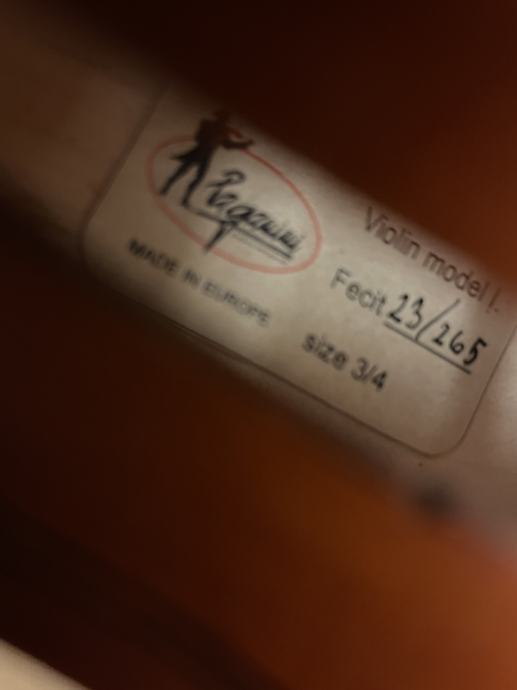 Paganini
MADE IN EUROPE
Violin model I.
Fecit 23/265
size 3/4